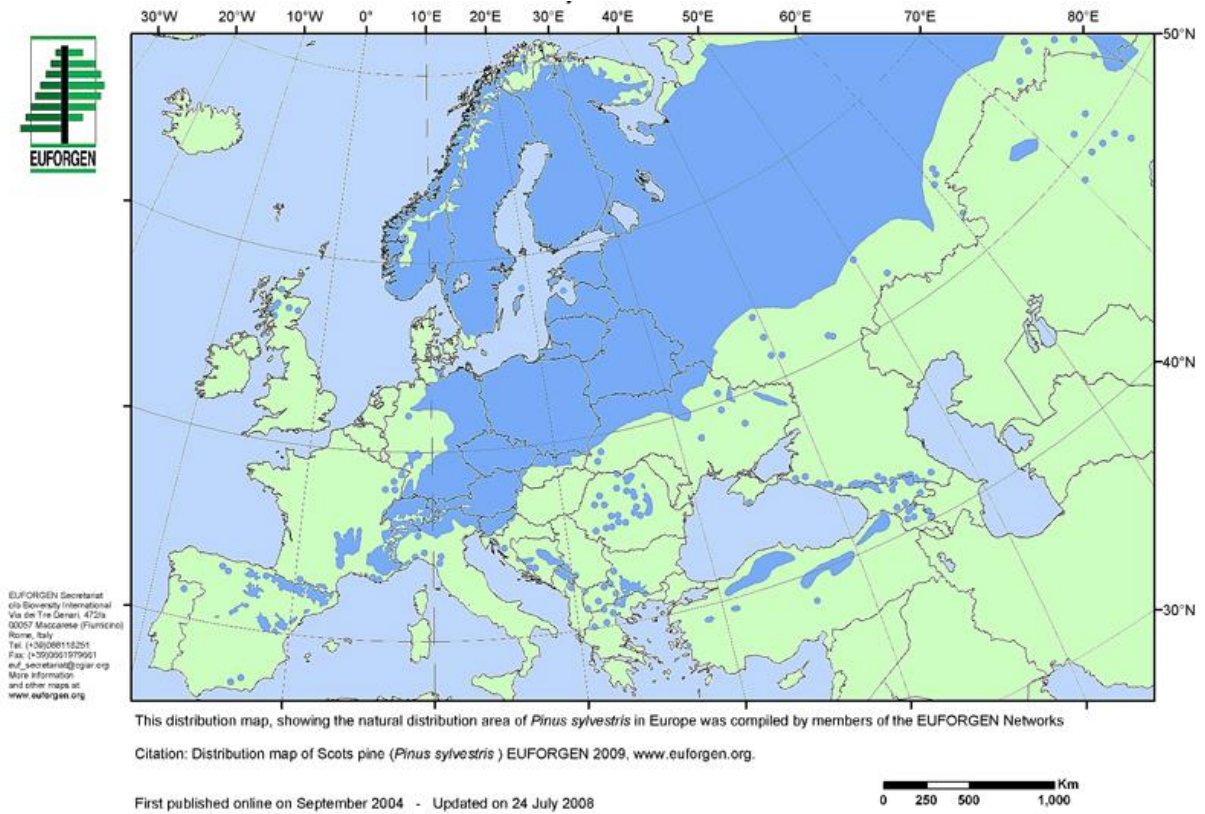 30°W 20°W 10°W 0° 10°E 20°E 30°E 40°E 50°E 60°E 70°E 80°E
50°N
EUFORGEN
40°N
30°N
EUFORGEN Secretariat
c/o Bioversity International
Via dei Tre Denari, 472/a
00057 Maccarese (Fiumicino)
Rome, Italy
Tel. (+39)066118251
Fax: (+39)0661979661
euf_secretariat@cgiar.org
More information
and other maps at:
www.euforgen.org
This distribution map, showing the natural distribution area of Pinus sylvestris in Europe was compiled by members of the EUFORGEN Networks
Citation: Distribution map of Scots pine (Pinus sylvestris ) EUFORGEN 2009, www.euforgen.org.
First published online on September 2004 - Updated on 24 July 2008
Km
0 250 500 1,000